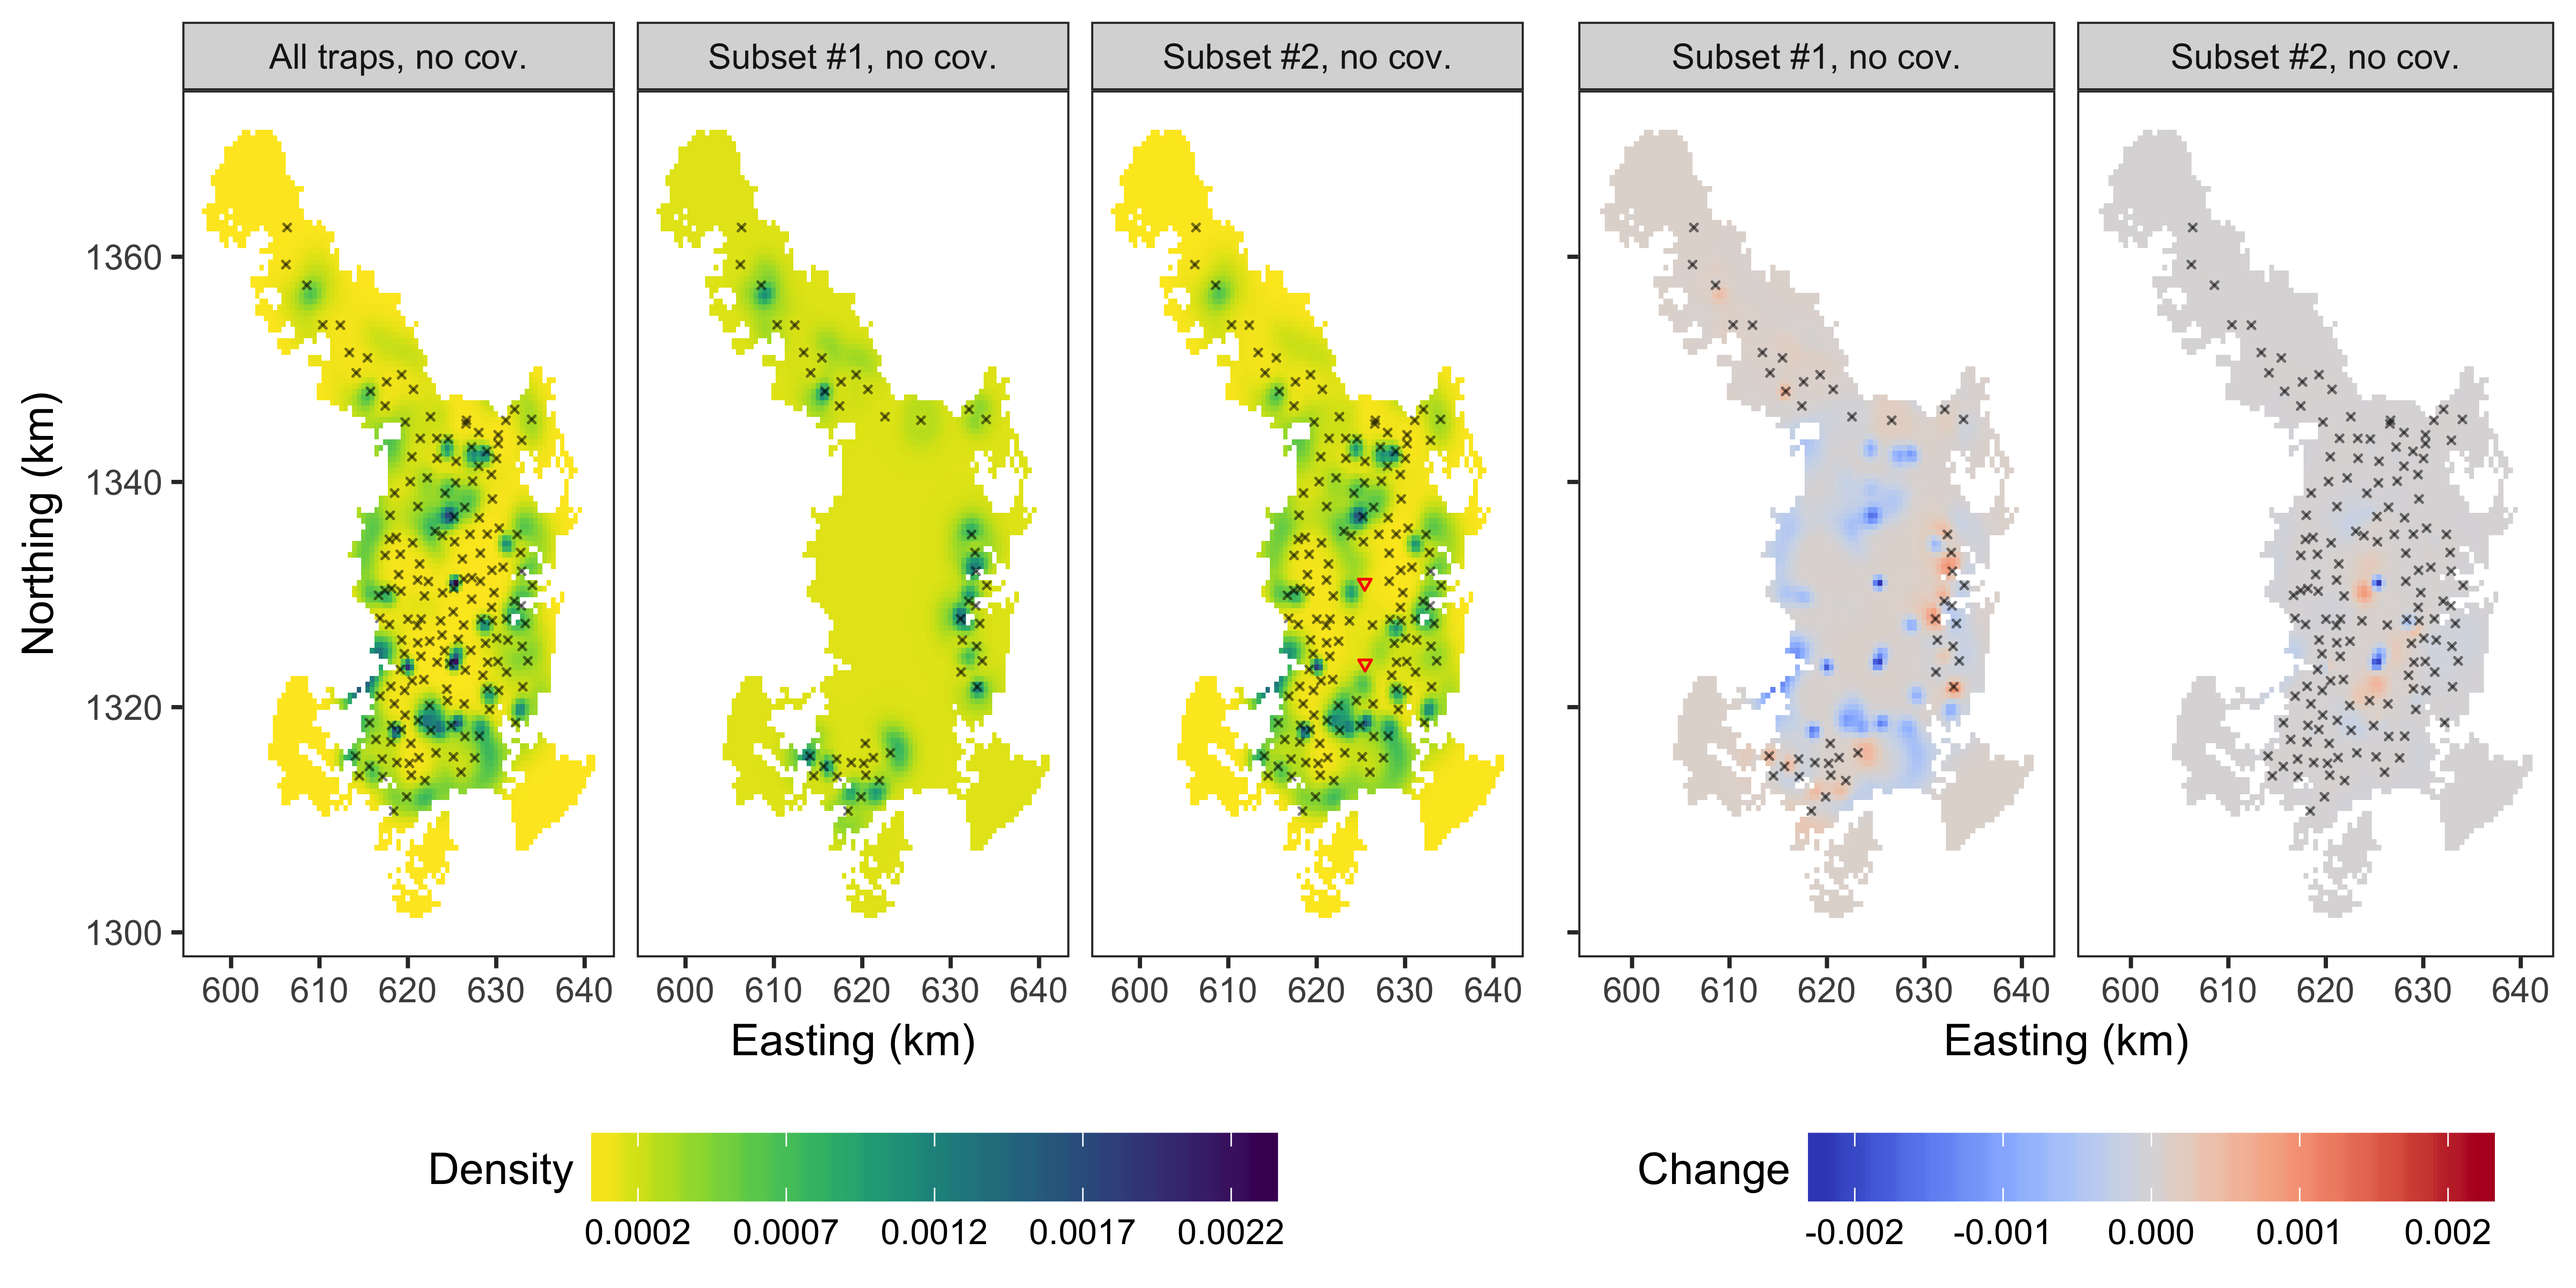 All traps, no cov.
Subset #1, no cov.
Subset #2, no cov.
Subset #1, no cov.
Subset #2, no cov.
Northing (km)
1360
1340
1320
1300
600 610 620 630 640
600 610 620 630 640
600 610 620 630 640
600 610 620 630 640
600 610 620 630 640
Easting (km)
Easting (km)
Density
0.0002 0.0007 0.0012 0.0017 0.0022
Change
-0.002 -0.001 0.000 0.001 0.002